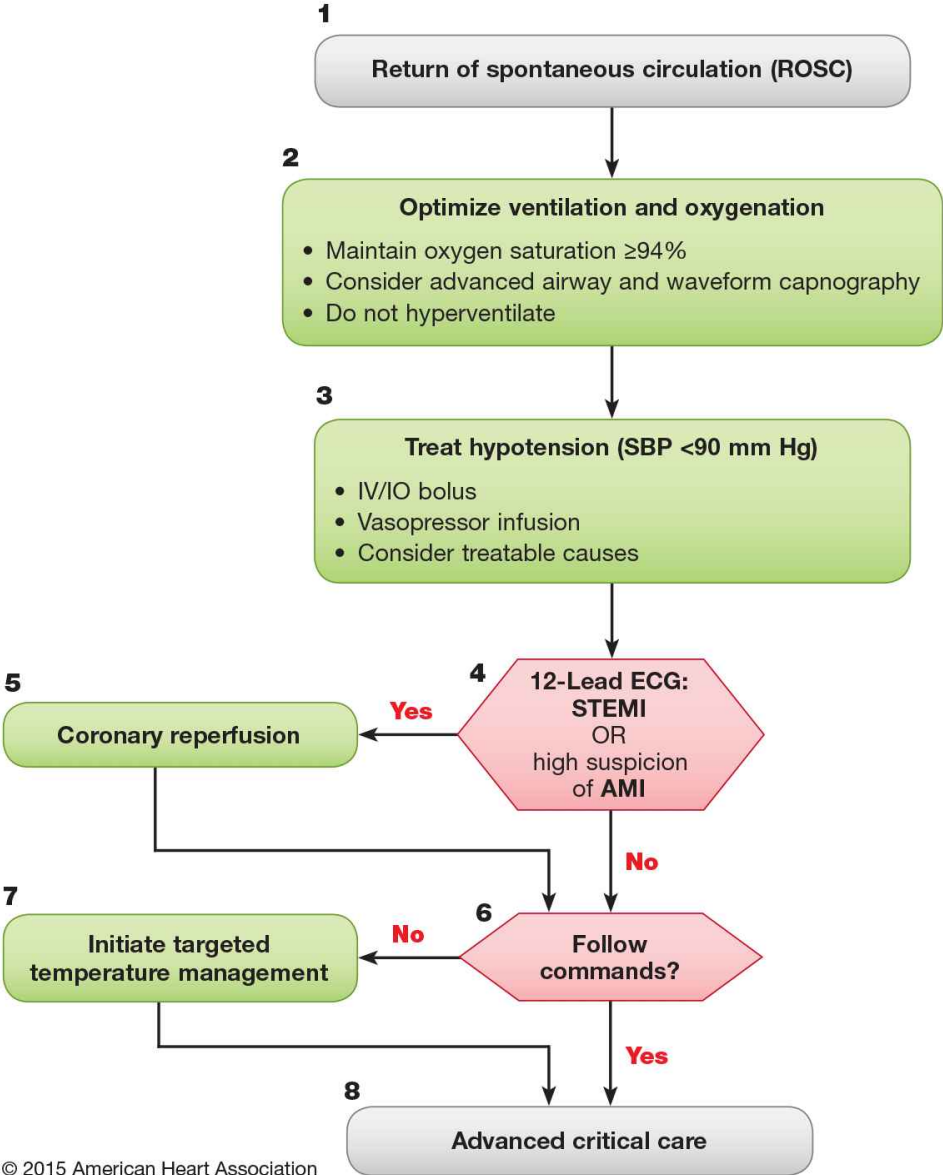 1
Return of spontaneous circulation (ROSC)
2
Optimize ventilation and oxygenation
• Maintain oxygen saturation ≥94%
• Consider advanced airway and waveform capnography
• Do not hyperventilate
3
Treat hypotension (SBP <90 mm Hg)
• IV/IO bolus
• Vasopressor infusion
• Consider treatable causes
4
12-Lead ECG:
STEMI
OR
high suspicion
of AMI
Yes
5
Coronary reperfusion
No
6
Follow
commands?
No
7
Initiate targeted
temperature management
Yes
8
Advanced critical care
© 2015 American Heart Association